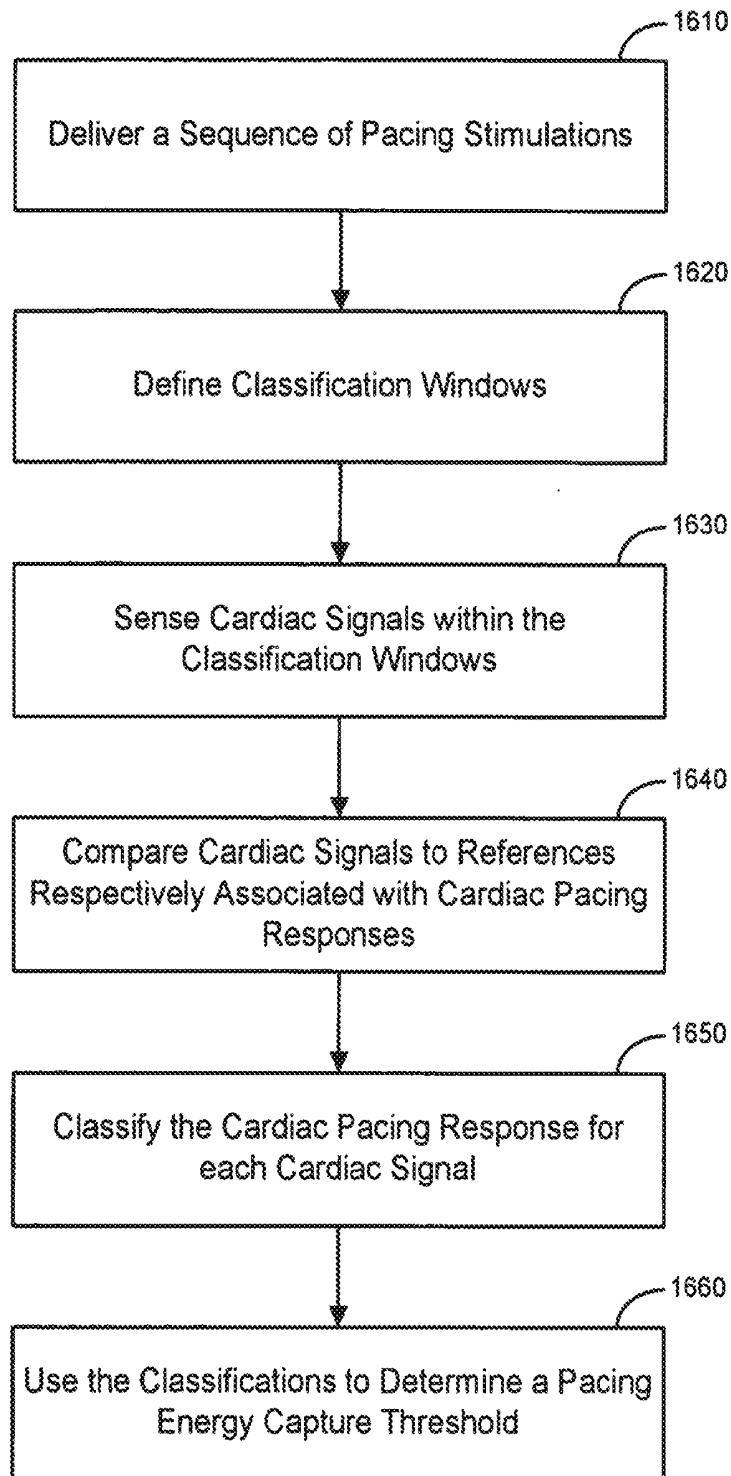 1610
Deliver a Sequence of Pacing Stimulations
1620
Define Classification Windows
1630
Sense Cardiac Signals within the
Classification Windows
1640
Compare Cardiac Signals to References
Respectively Associated with Cardiac Pacing
Responses
1650
Classify the Cardiac Pacing Response for
each Cardiac Signal
1660
Use the Classifications to Determine a Pacing
Energy Capture Threshold